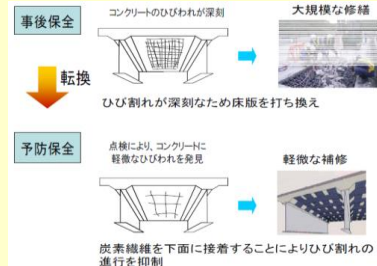 事後保全
コンクリートのひびわれが深刻
大規模な修繕
転換
ひび割れが深刻なため床版を打ち換え
予防保全
点検により、コンクリートに
軽微なひびわれを発見
軽微な補修
炭素繊維を下面に接着することによりひび割れの
進行を抑制